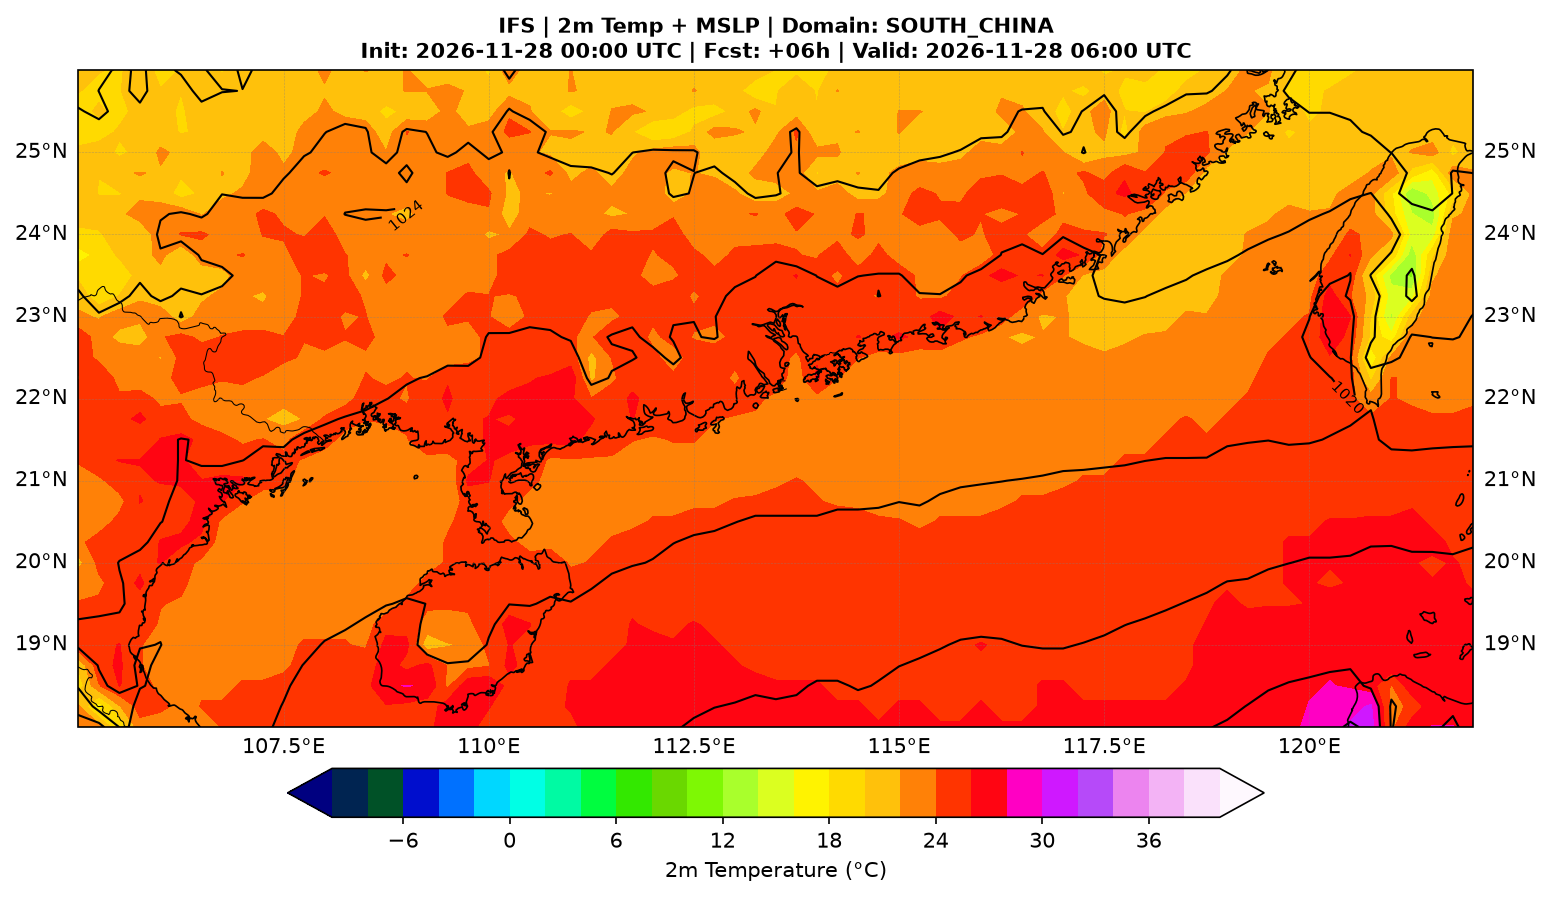 IFS | 2m Temp + MSLP | Domain: SOUTH_CHINA
Init: 2026-11-28 00:00 UTC | Fcst: +06h | Valid: 2026-11-28 06:00 UTC
25°N
25°N
1024
24°N
24°N
23°N
23°N
22°N
1020
22°N
21°N
21°N
20°N
20°N
19°N
19°N
107.5°E 110°E 112.5°E 115°E 117.5°E 120°E
−6 0 6 12 18 24 30 36
2m Temperature (°C)